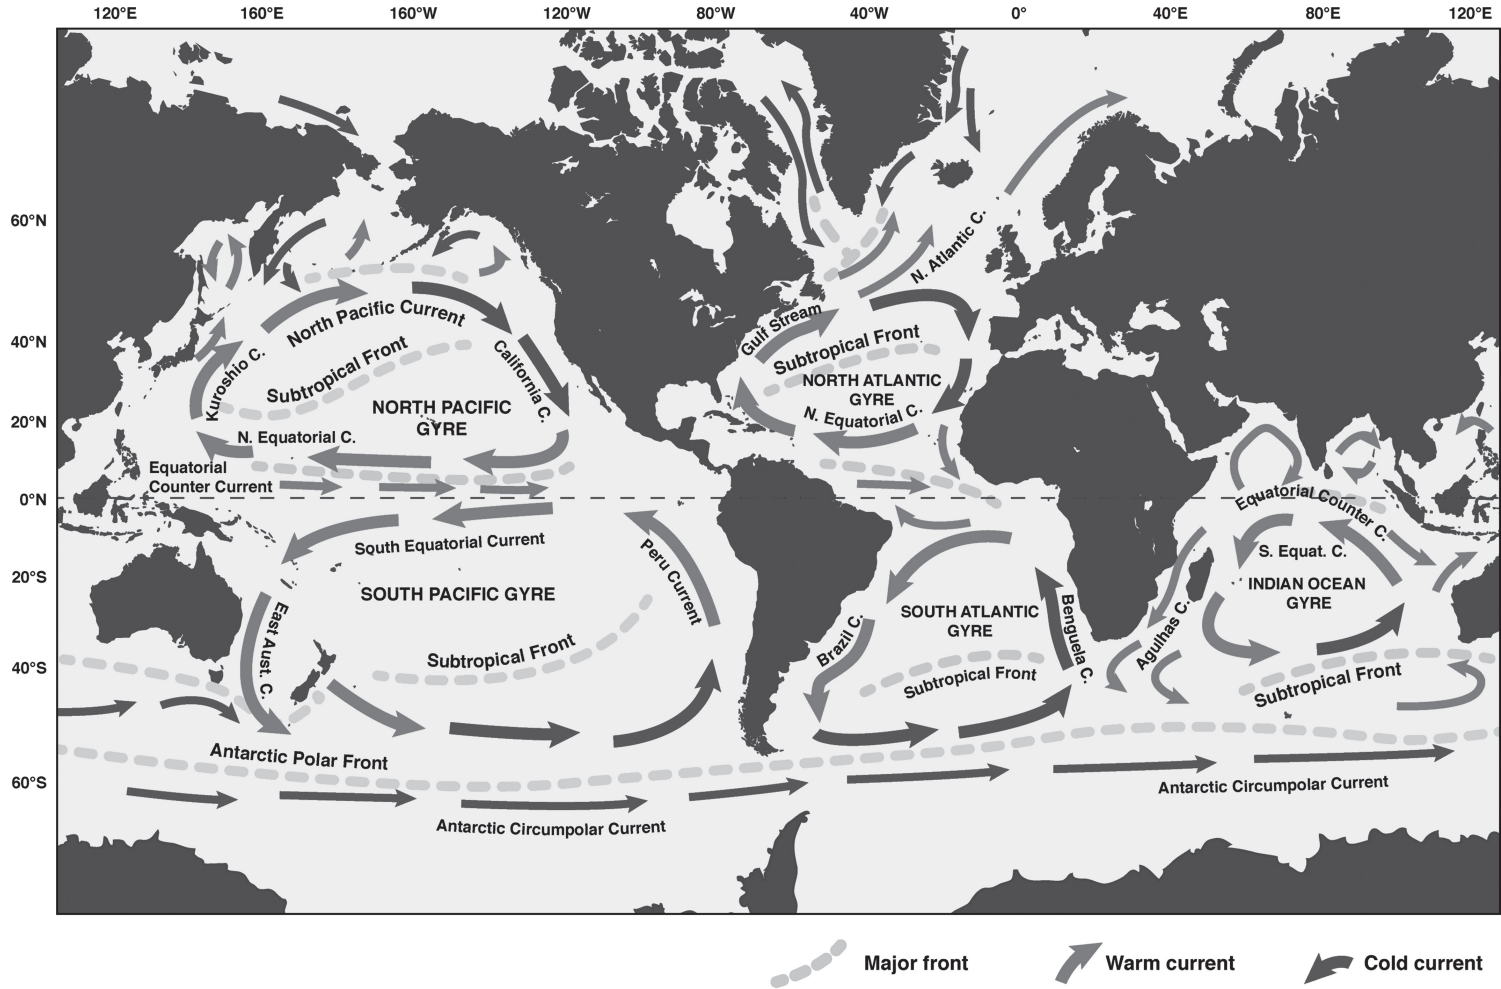 120°E 160°E 160°W 120°W 80°W 40°W 0° 40°E 80°E 120°E
60°N
40°N
20°N
0°N
20°S
40°S
60°S
North Pacific Current
Subtropical Front
Kuroshio C.
California C.
NORTH PACIFIC
GYRE
N. Equatorial C.
Equatorial
Counter Current
South Equatorial Current
Peru Current
SOUTH PACIFIC GYRE
East Aust. C.
Subtropical Front
Antarctic Polar Front
Antarctic Circumpolar Current
N. Atlantic C.
Gulf Stream
Subtropical Front
NORTH ATLANTIC
GYRE
N. Equatorial C.
SOUTH ATLANTIC
GYRE
Brazil C.
Benguela C.
Subtropical Front
Equatorial Counter C.
S. Equat. C.
INDIAN OCEAN
GYRE
Agulhas C.
Subtropical Front
Antarctic Circumpolar Current
Major front
Warm current
Cold current